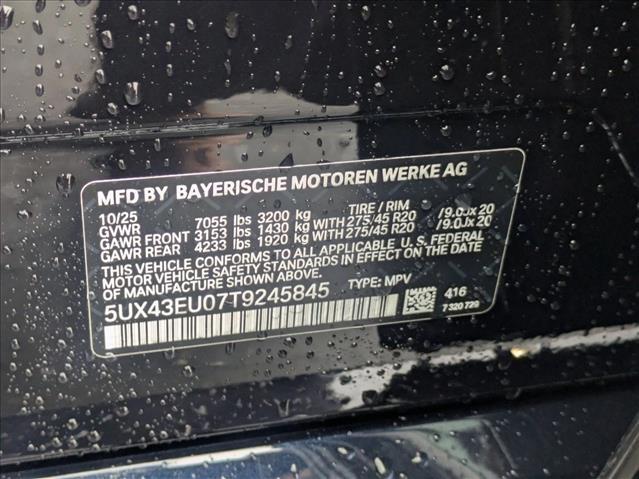 MFD BY BAYERISCHE MOTOREN WERKE AG
10/25 TIRE / RIM
GVWR 7055 lbs 3200 kg
GAWR FRONT 3153 lbs 1430 kg WITH 275/45 R20 /9.0Jx20
GAWR REAR 4233 lbs 1920 kg WITH 275/45 R20 /9.0Jx20
THIS VEHICLE CONFORMS TO ALL APPLICABLE U.S. FEDERAL
MOTOR VEHICLE SAFETY STANDARDS IN EFFECT ON THE DATE
OF MANUFACTURE SHOWN ABOVE.
5UX43EU07T9245845 TYPE: MPV
416
7 320 729